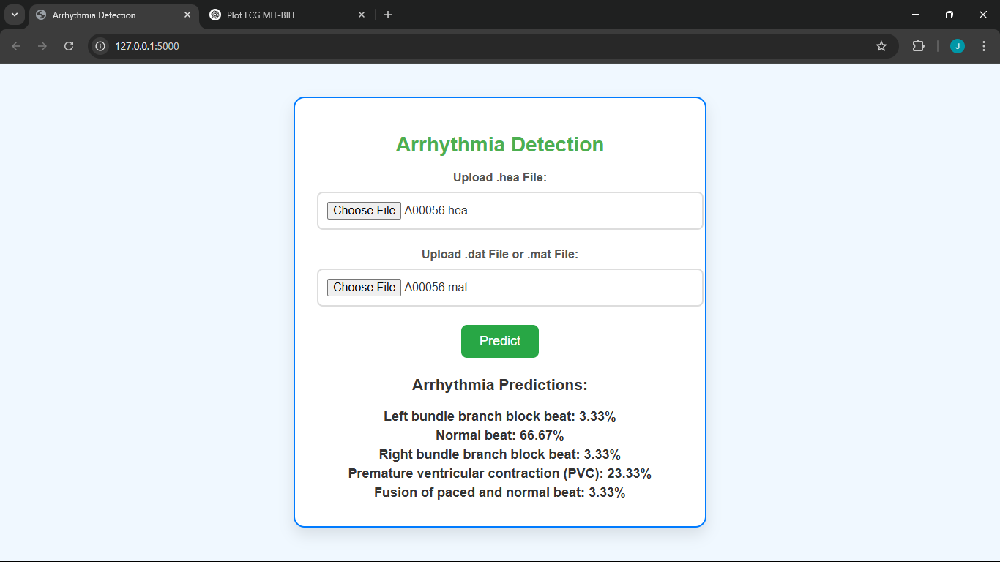 Arrhythmia Detection
Plot ECG MIT-BIH
127.0.0.1:5000
J
Arrhythmia Detection
Upload .hea File:
Choose File A00056.hea
Upload .dat File or .mat File:
Choose File A00056.mat
Predict
Arrhythmia Predictions:
Left bundle branch block beat: 3.33%
Normal beat: 66.67%
Right bundle branch block beat: 3.33%
Premature ventricular contraction (PVC): 23.33%
Fusion of paced and normal beat: 3.33%